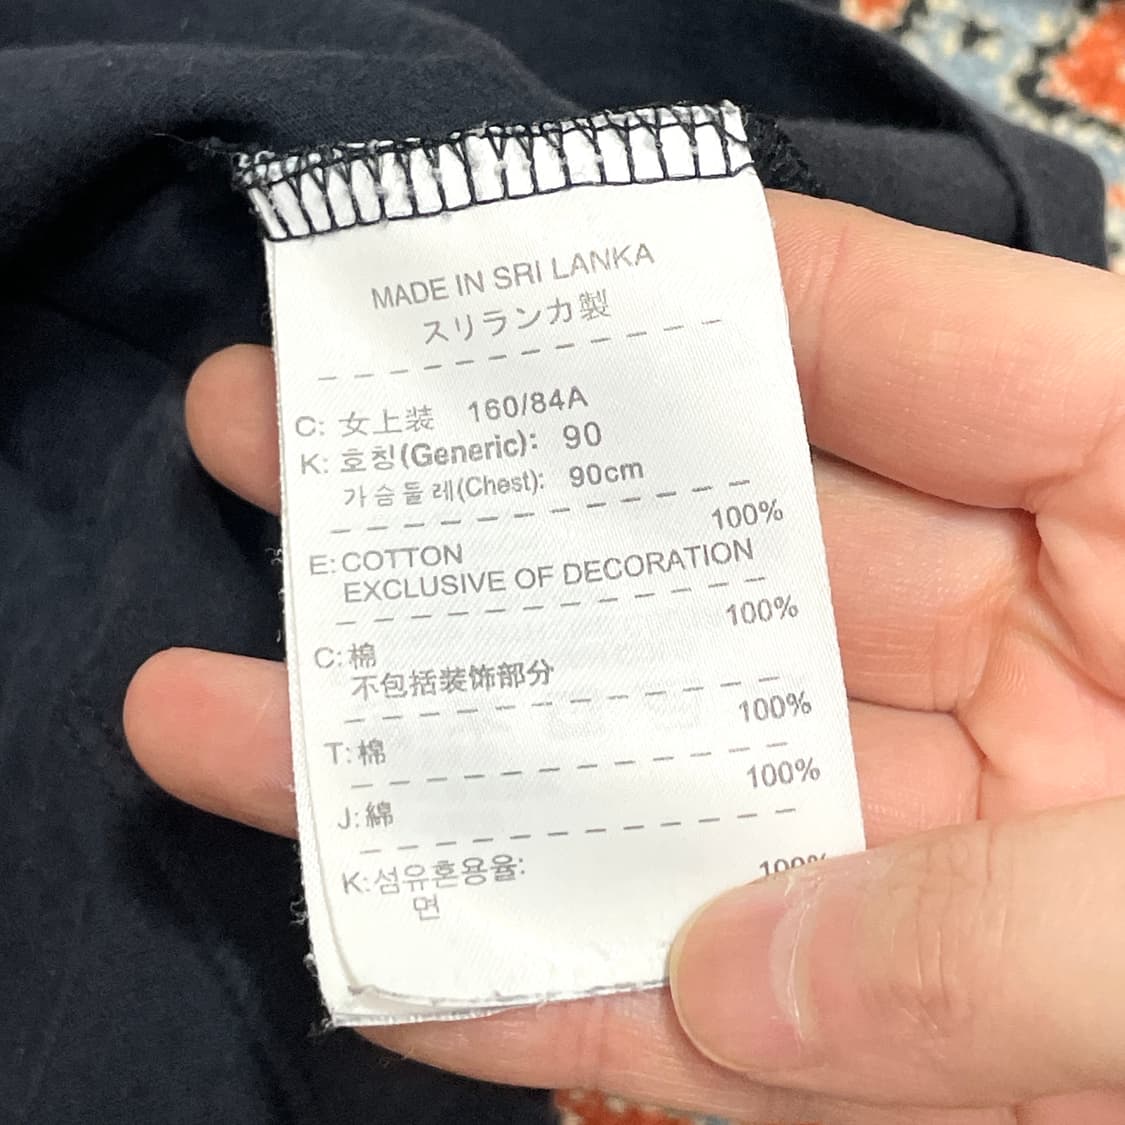 MADE IN SRI LANKA
スリランカ製
C: 女上装 160/84A
K: 호칭(Generic): 90
가슴둘레(Chest): 90cm
100%
E: COTTON
EXCLUSIVE OF DECORATION
100%
C: 棉
不包括装饰部分
100%
T: 棉
100%
J: 綿
K: 섬유혼용율: 100%
면